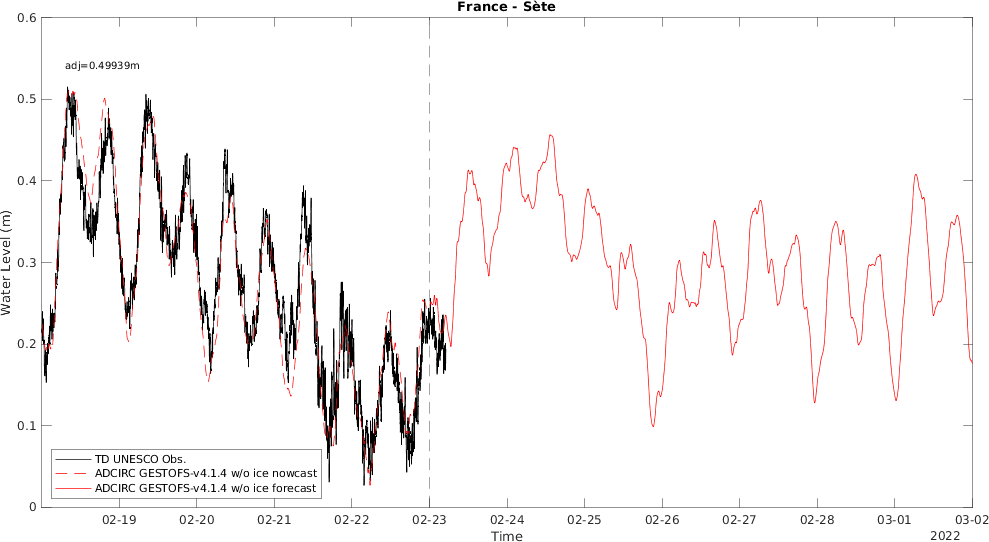 France - Sète
0.6
0.5
0.4
0.3
0.2
0.1
0
Water Level (m)
adj=0.49939m
TD UNESCO Obs.
ADCIRC GESTOFS-v4.1.4 w/o ice nowcast
ADCIRC GESTOFS-v4.1.4 w/o ice forecast
02-19 02-20 02-21 02-22 02-23 02-24 02-25 02-26 02-27 02-28 03-01 03-02
Time
2022